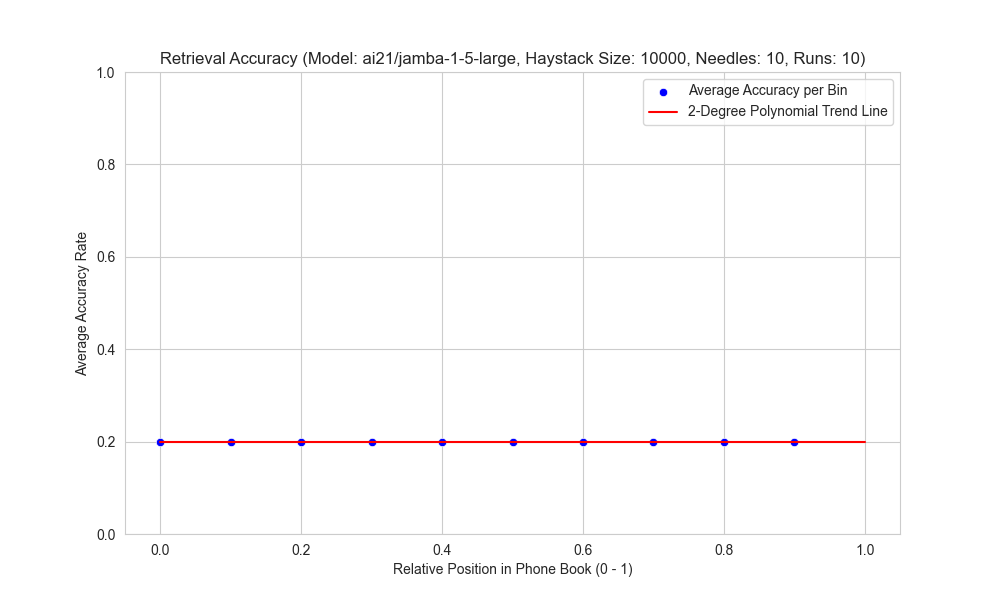 Retrieval Accuracy (Model: ai21/jamba-1-5-large, Haystack Size: 10000, Needles: 10, Runs: 10)
Average Accuracy per Bin
2-Degree Polynomial Trend Line
1.0
0.8
0.6
0.4
0.2
0.0
Average Accuracy Rate
0.0 0.2 0.4 0.6 0.8 1.0
Relative Position in Phone Book (0 - 1)